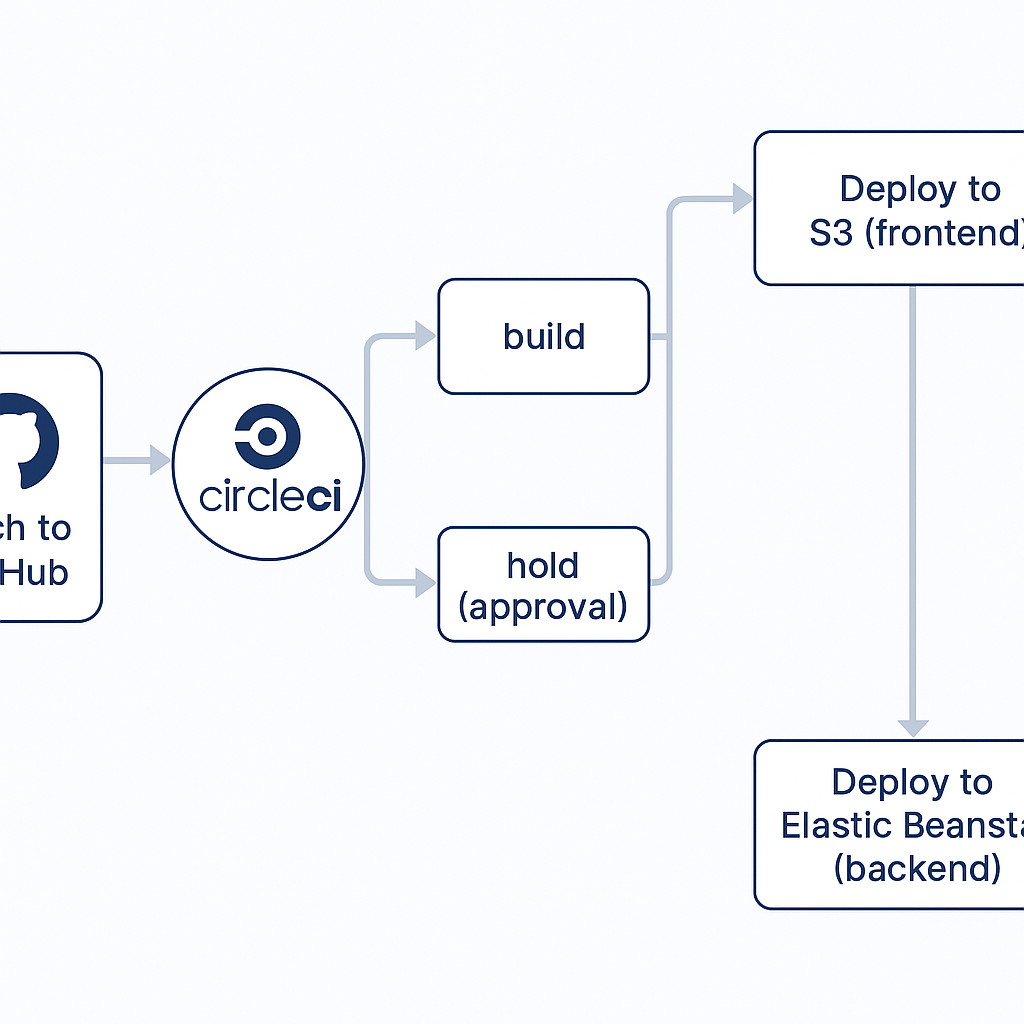 ch to
Hub
circleci
build
hold
(approval)
Deploy to
S3 (frontend)
Deploy to
Elastic Beansta
(backend)